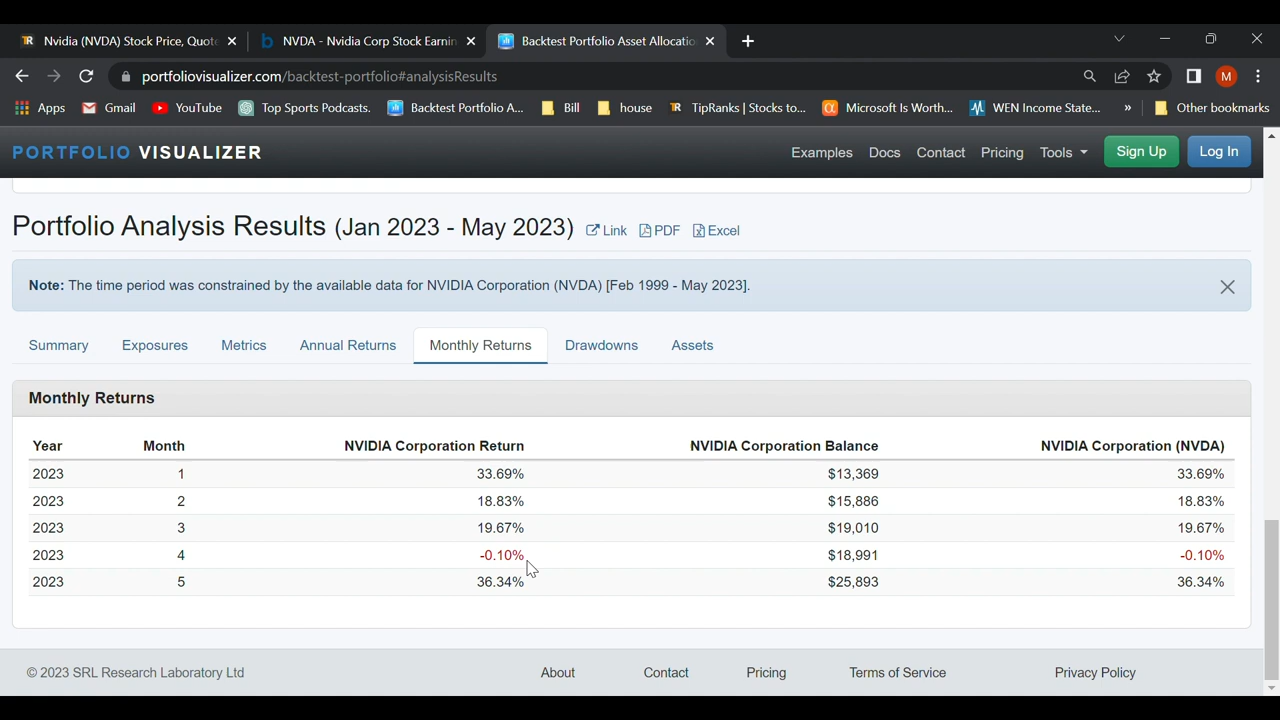 Nvidia (NVDA) Stock Price, Quot
NVDA - Nvidia Corp Stock Earnin
Backtest Portfolio Asset Allocatio
portfoliovisualizer.com/backtest-portfolio#analysisResults
M
Apps Gmail YouTube Top Sports Podcasts. Backtest Portfolio A... Bill house TipRanks | Stocks to... Microsoft Is Worth... WEN Income State... » Other bookmarks
PORTFOLIO VISUALIZER Examples Docs Contact Pricing Tools Sign Up Log In
Portfolio Analysis Results (Jan 2023 - May 2023) Link PDF Excel
Note: The time period was constrained by the available data for NVIDIA Corporation (NVDA) [Feb 1999 - May 2023].
Summary Exposures Metrics Annual Returns Monthly Returns Drawdowns Assets
Monthly Returns
Year Month NVIDIA Corporation Return NVIDIA Corporation Balance NVIDIA Corporation (NVDA)
2023 1 33.69% $13,369 33.69%
2023 2 18.83% $15,886 18.83%
2023 3 19.67% $19,010 19.67%
2023 4 -0.10% $18,991 -0.10%
2023 5 36.34% $25,893 36.34%
© 2023 SRL Research Laboratory Ltd About Contact Pricing Terms of Service Privacy Policy